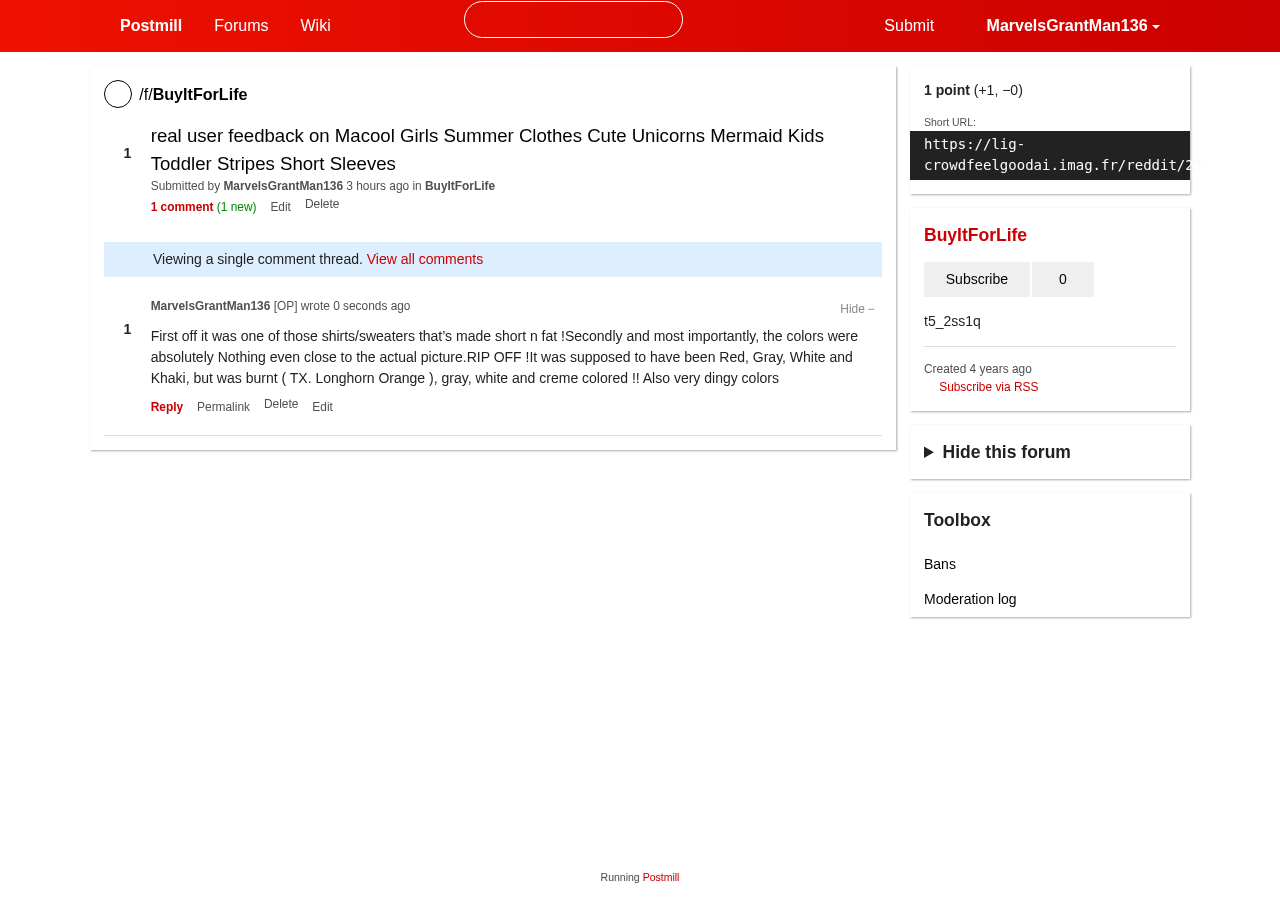 Postmill Forums Wiki Submit MarvelsGrantMan136
/f/BuyItForLife
1
real user feedback on Macool Girls Summer Clothes Cute Unicorns Mermaid Kids
Toddler Stripes Short Sleeves
Submitted by MarvelsGrantMan136 3 hours ago in BuyItForLife
1 comment (1 new) Edit Delete
Viewing a single comment thread. View all comments
MarvelsGrantMan136 [OP] wrote 0 seconds ago
Hide −
1
First off it was one of those shirts/sweaters that’s made short n fat !Secondly and most importantly, the colors were
absolutely Nothing even close to the actual picture.RIP OFF !It was supposed to have been Red, Gray, White and
Khaki, but was burnt ( TX. Longhorn Orange ), gray, white and creme colored !! Also very dingy colors
Reply Permalink Delete Edit
1 point (+1, −0)
Short URL:
https://lig-
crowdfeelgoodai.imag.fr/reddit/2
BuyItForLife
Subscribe 0
t5_2ss1q
Created 4 years ago
Subscribe via RSS
Hide this forum
Toolbox
Bans
Moderation log
Running Postmill